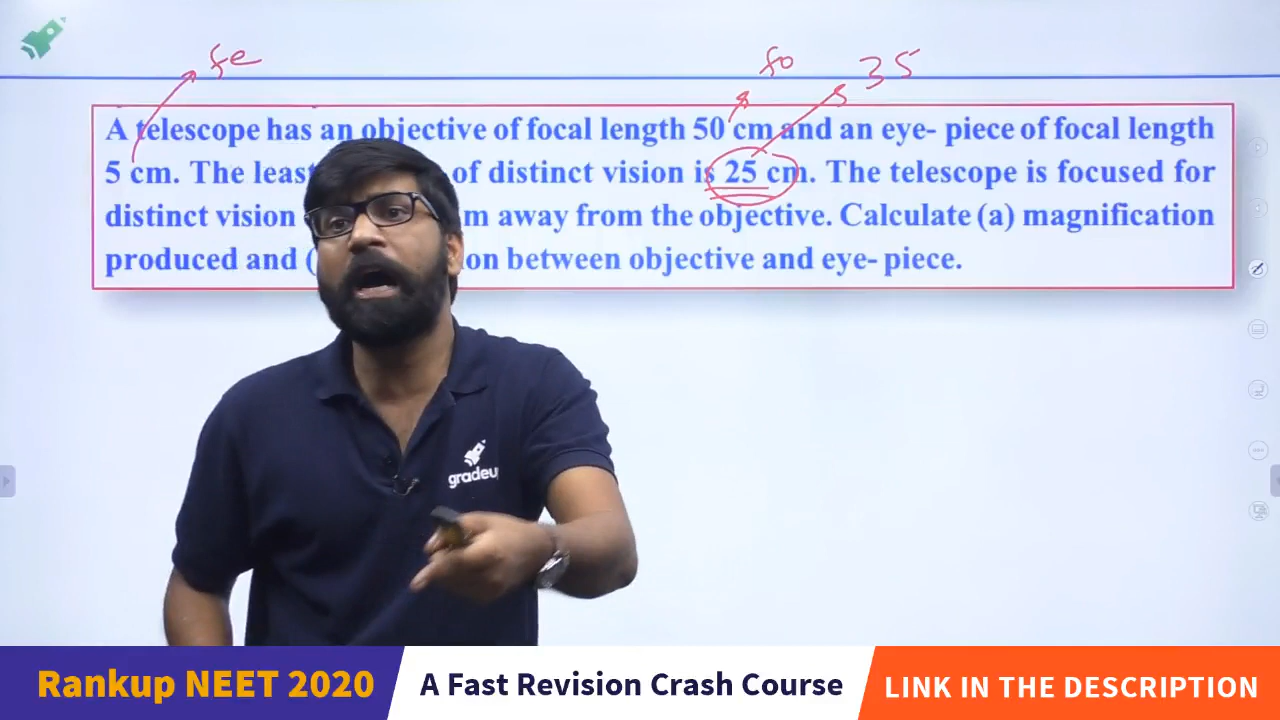 fe
fo
35
A telescope has an objective of focal length 50 cm and an eye- piece of focal length
5 cm. The least of distinct vision is 25 cm. The telescope is focused for
distinct vision away from the objective. Calculate (a) magnification
produced and between objective and eye- piece.
gradeu
Rankup NEET 2020
A Fast Revision Crash Course
LINK IN THE DESCRIPTION